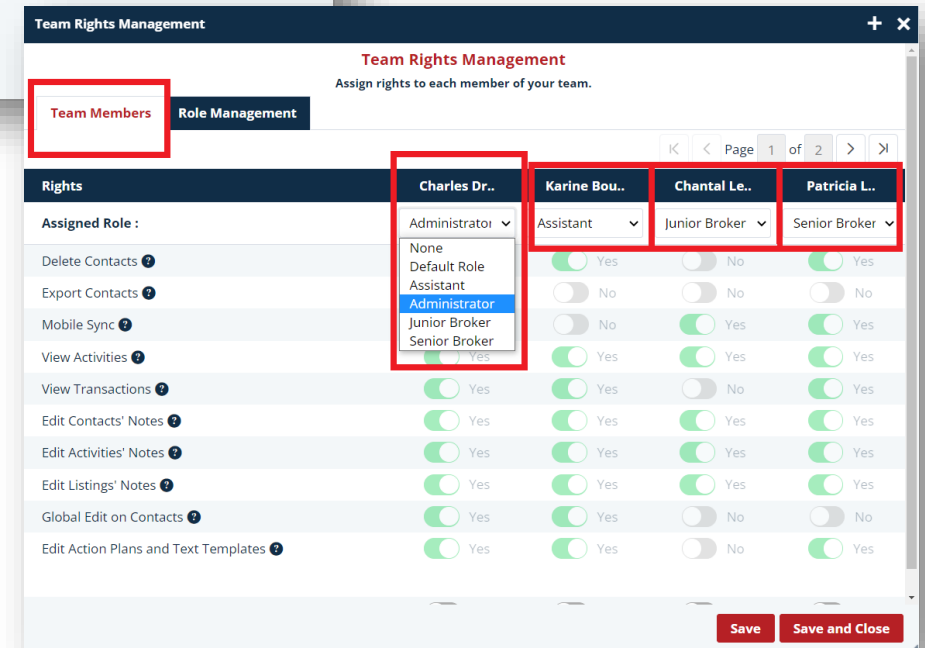 Team Rights Management
Team Rights Management
Assign rights to each member of your team.
Team Members Role Management
Page 1 of 2
Rights Charles Dr.. Karine Bou.. Chantal Le.. Patricia L..
Assigned Role : Administrator Assistant Junior Broker Senior Broker
None
Default Role
Assistant
Administrator
Junior Broker
Senior Broker
Delete Contacts ? Yes No Yes
Export Contacts ? No No No
Mobile Sync ? No Yes Yes
View Activities ? Yes Yes Yes Yes
View Transactions ? Yes Yes No Yes
Edit Contacts' Notes ? Yes Yes Yes Yes
Edit Activities' Notes ? Yes Yes Yes Yes
Edit Listings' Notes ? Yes Yes Yes Yes
Global Edit on Contacts ? Yes Yes No No
Edit Action Plans and Text Templates ? Yes Yes No Yes
Save Save and Close